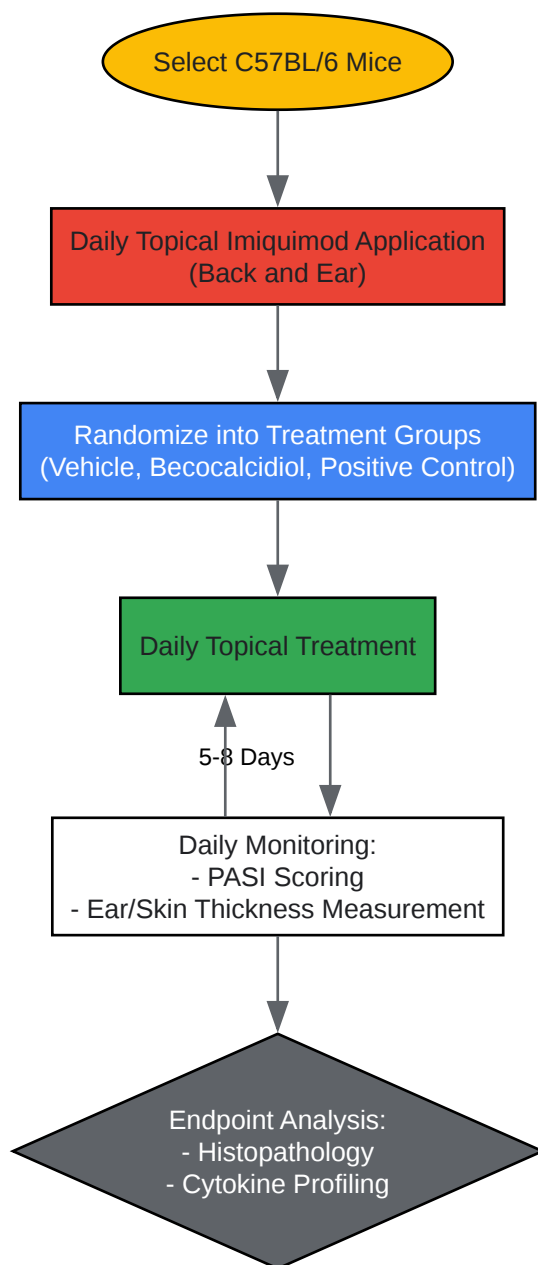 Select C57BL/6 Mice
Daily Topical Imiquimod Application
(Back and Ear)
Randomize into Treatment Groups
(Vehicle, Becocalcidiol, Positive Control)
Daily Topical Treatment
5-8 Days
Daily Monitoring:
- PASI Scoring
- Ear/Skin Thickness Measurement
Endpoint Analysis:
- Histopathology
- Cytokine Profiling